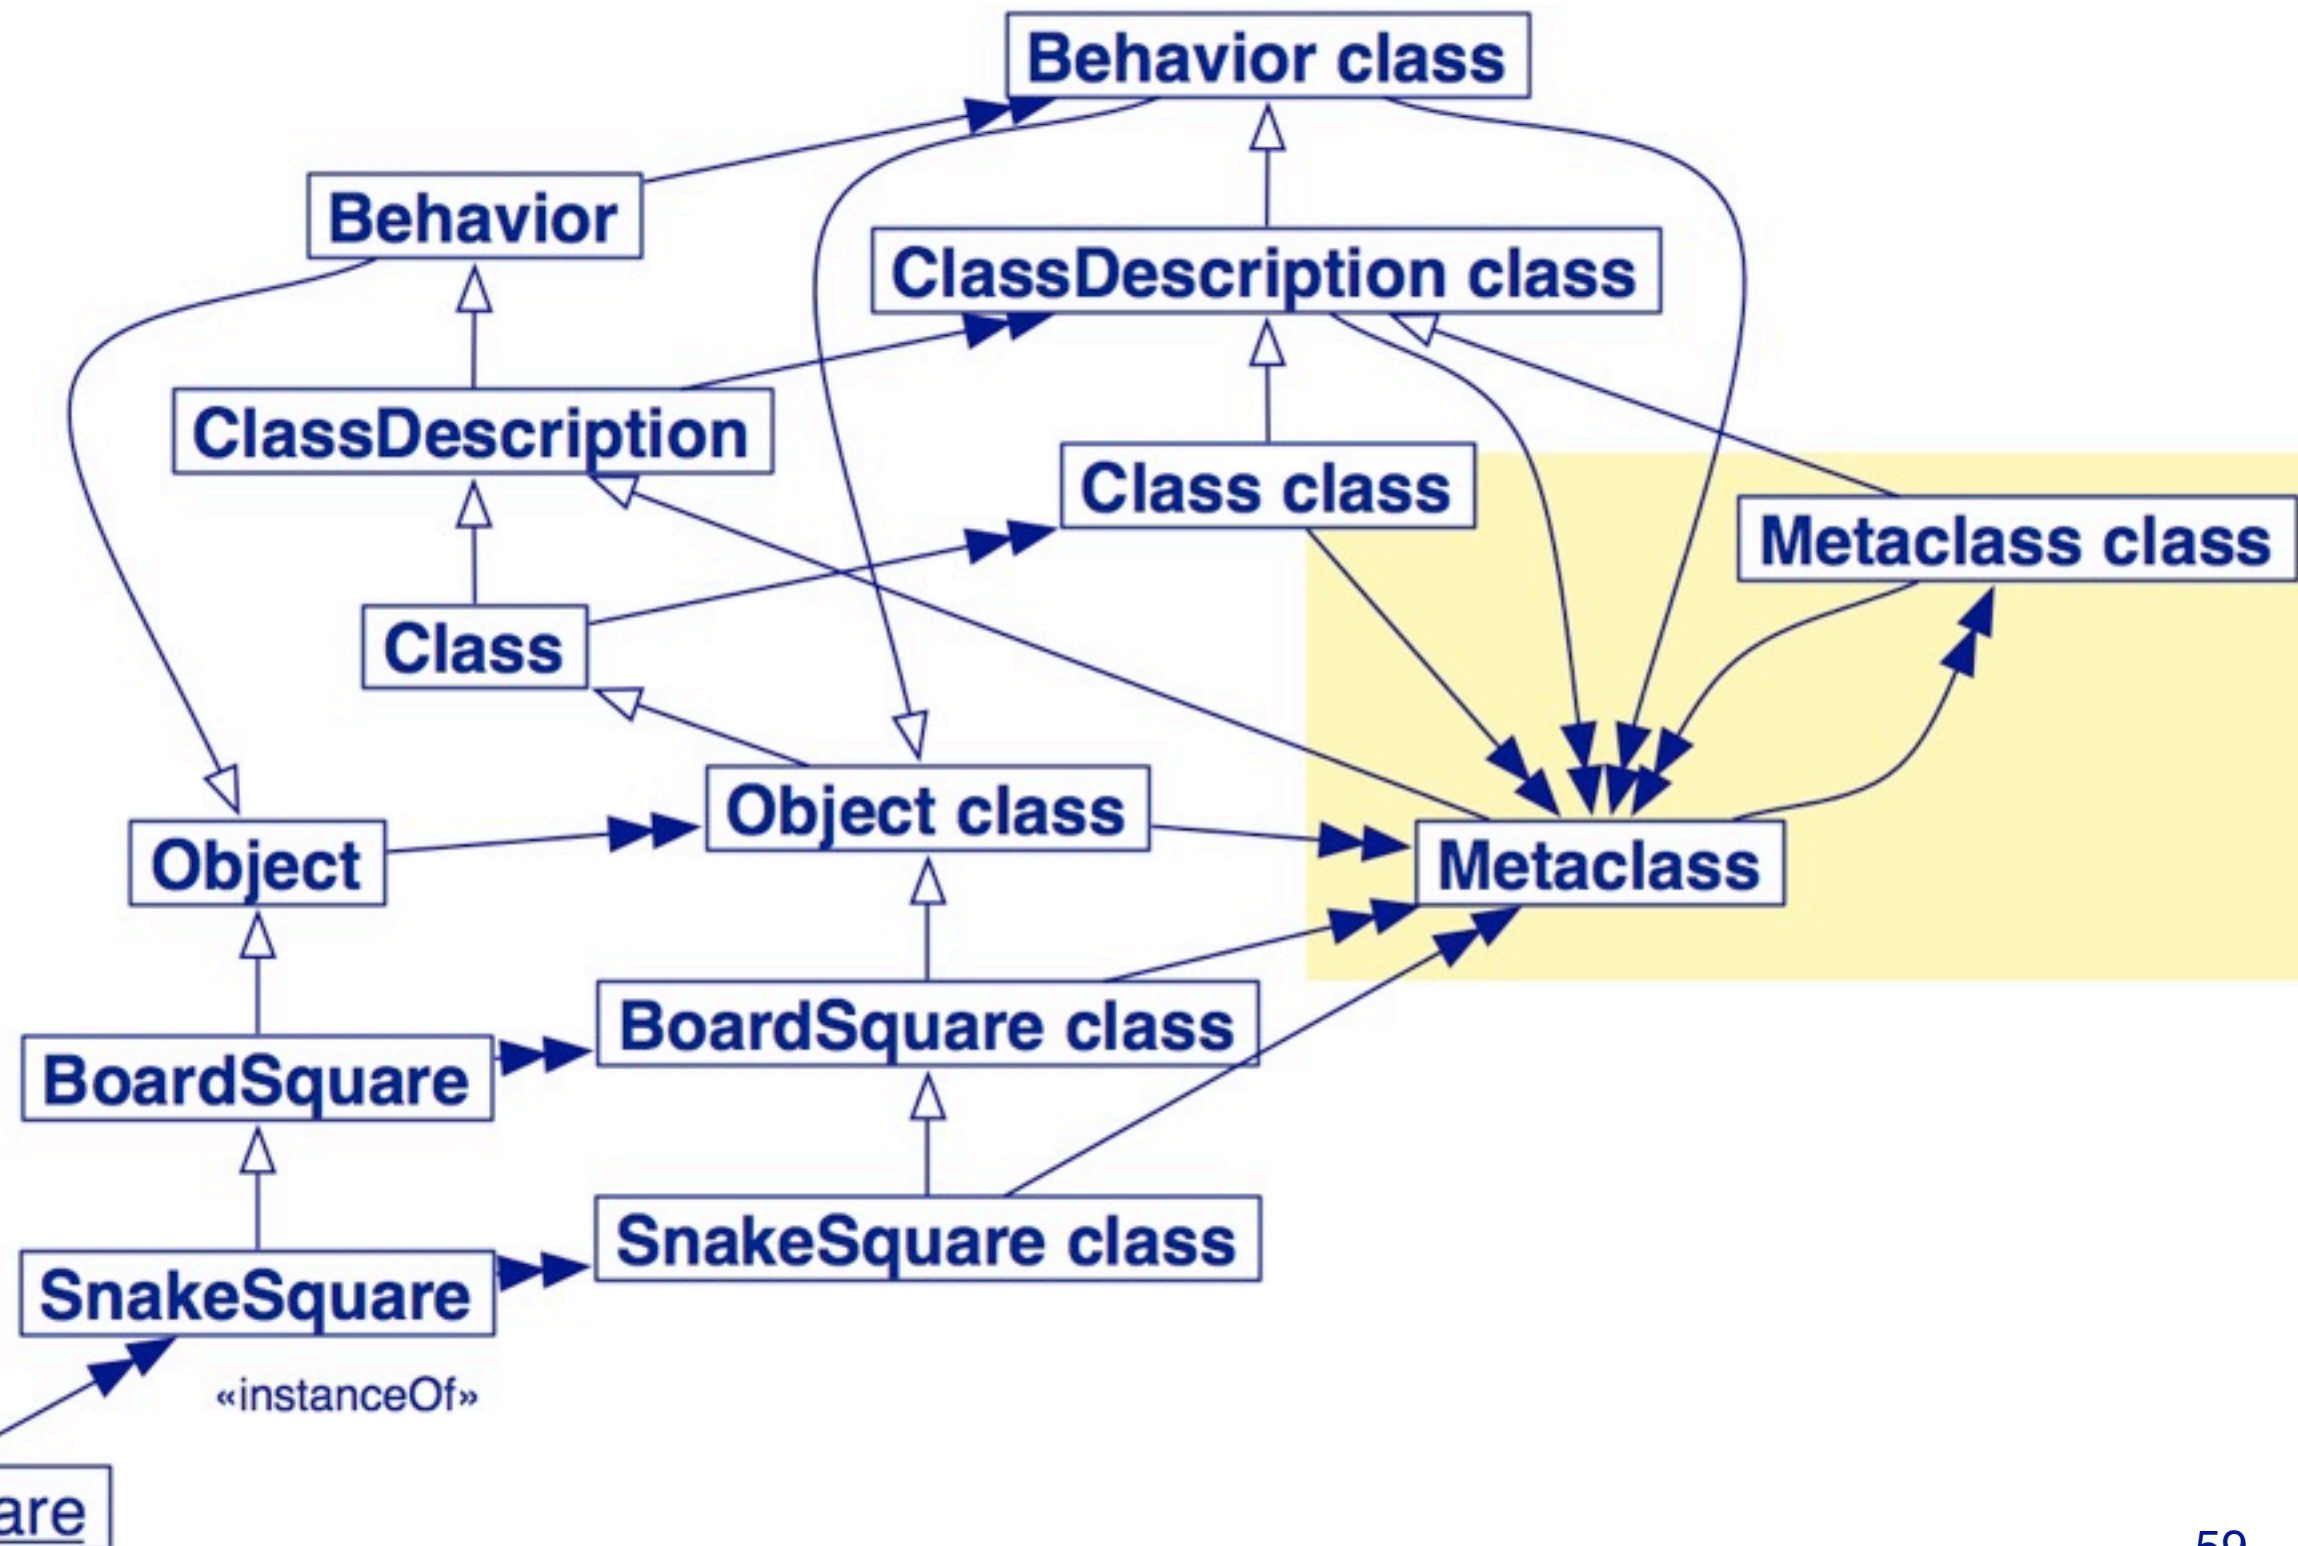 Behavior class
Behavior
ClassDescription class
ClassDescription
Class class
Metaclass class
Class
Object class
Object
Metaclass
BoardSquare class
BoardSquare
SnakeSquare class
SnakeSquare
«instanceOf»
are
59